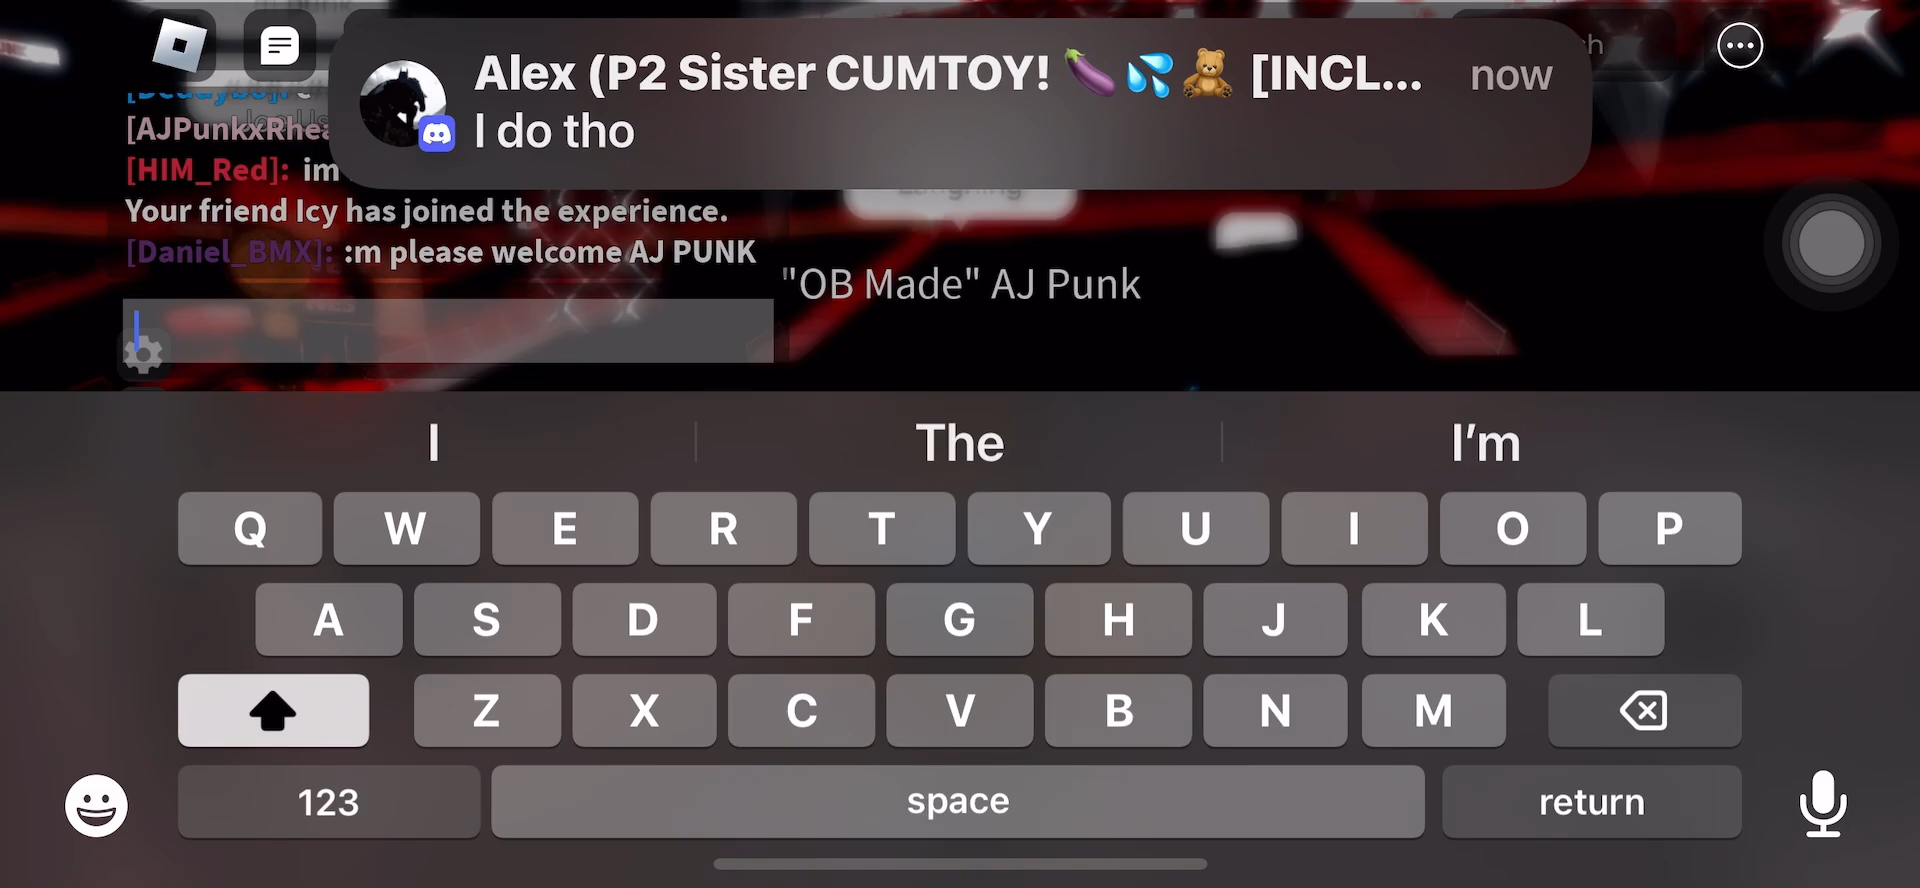 Alex (P2 Sister CUMTOY! 🍆💦🧸 [INCL... now
I do tho
[AJPunkxRhea
[HIM_Red]: im
Your friend Icy has joined the experience.
[Daniel_BMX]: :m please welcome AJ PUNK
"OB Made" AJ Punk
I The I'm
Q W E R T Y U I O P
A S D F G H J K L
Z X C V B N M
123 space return